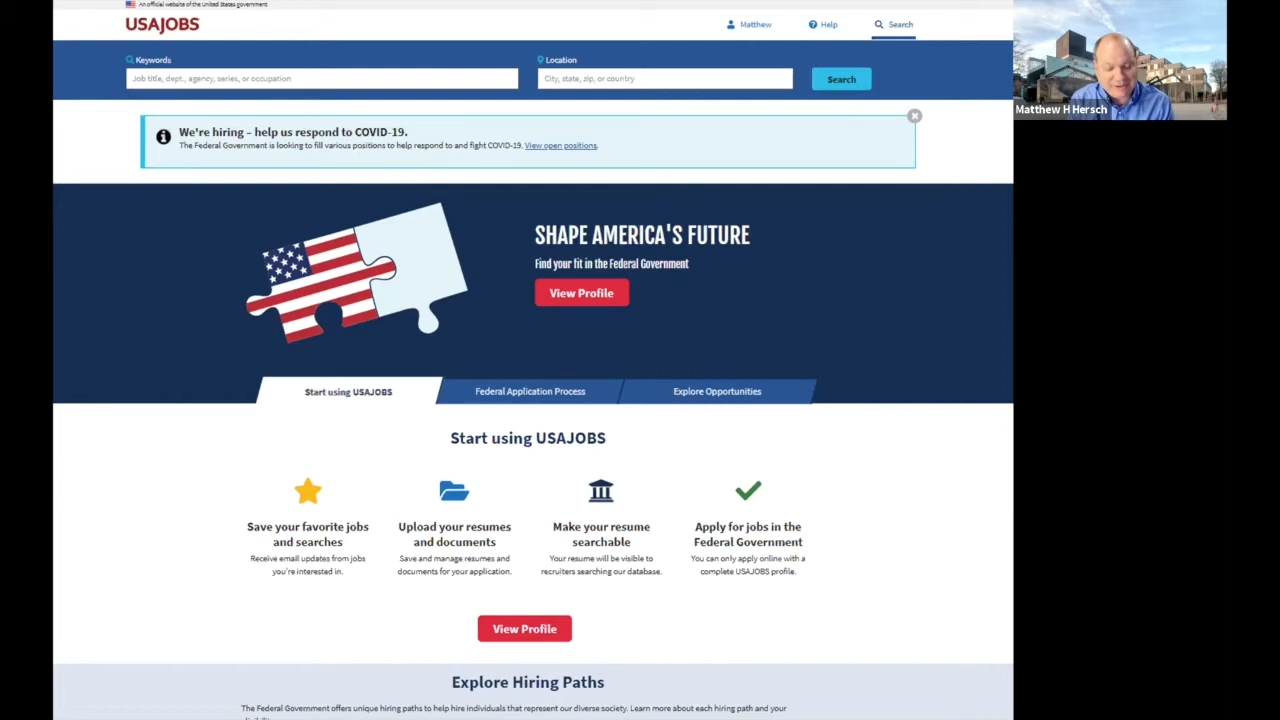 An official website of the United States government
USAJOBS
Matthew
Help
Search
Keywords
Location
Job title, dept., agency, series, or occupation
City, state, zip, or country
Search
We're hiring – help us respond to COVID-19.
The Federal Government is looking to fill various positions to help respond to and fight COVID-19. View open positions.
Matthew H Hersch
SHAPE AMERICA'S FUTURE
Find your fit in the Federal Government
View Profile
Start using USAJOBS
Federal Application Process
Explore Opportunities
Start using USAJOBS
Save your favorite jobs
and searches
Receive email updates from jobs
you're interested in.
Upload your resumes
and documents
Save and manage resumes and
documents for your application.
Make your resume
searchable
Your resume will be visible to
recruiters searching our database.
Apply for jobs in the
Federal Government
You can only apply online with a
complete USAJOBS profile.
View Profile
Explore Hiring Paths
The Federal Government offers unique hiring paths to help hire individuals that represent our diverse society. Learn more about each hiring path and your